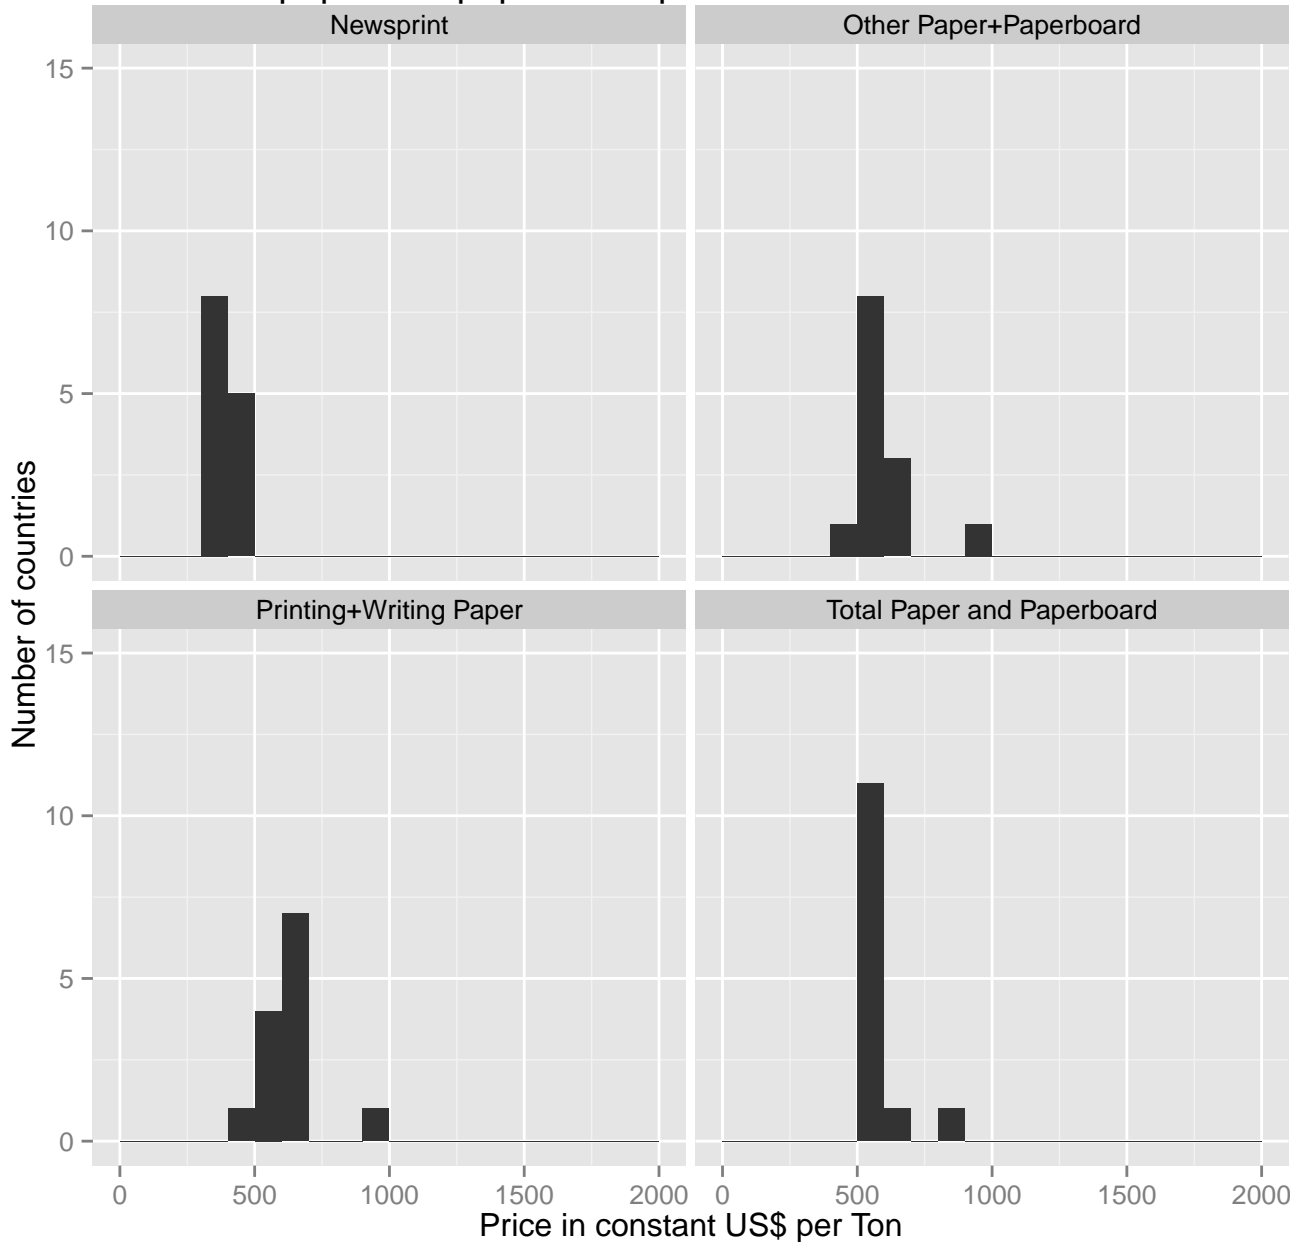 Newsprint
Other Paper+Paperboard
15
10
5
0
Printing+Writing Paper
Total Paper and Paperboard
15
10
5
0
Number of countries
0 500 1000 1500 2000
0 500 1000 1500 2000
Price in constant US$ per Ton